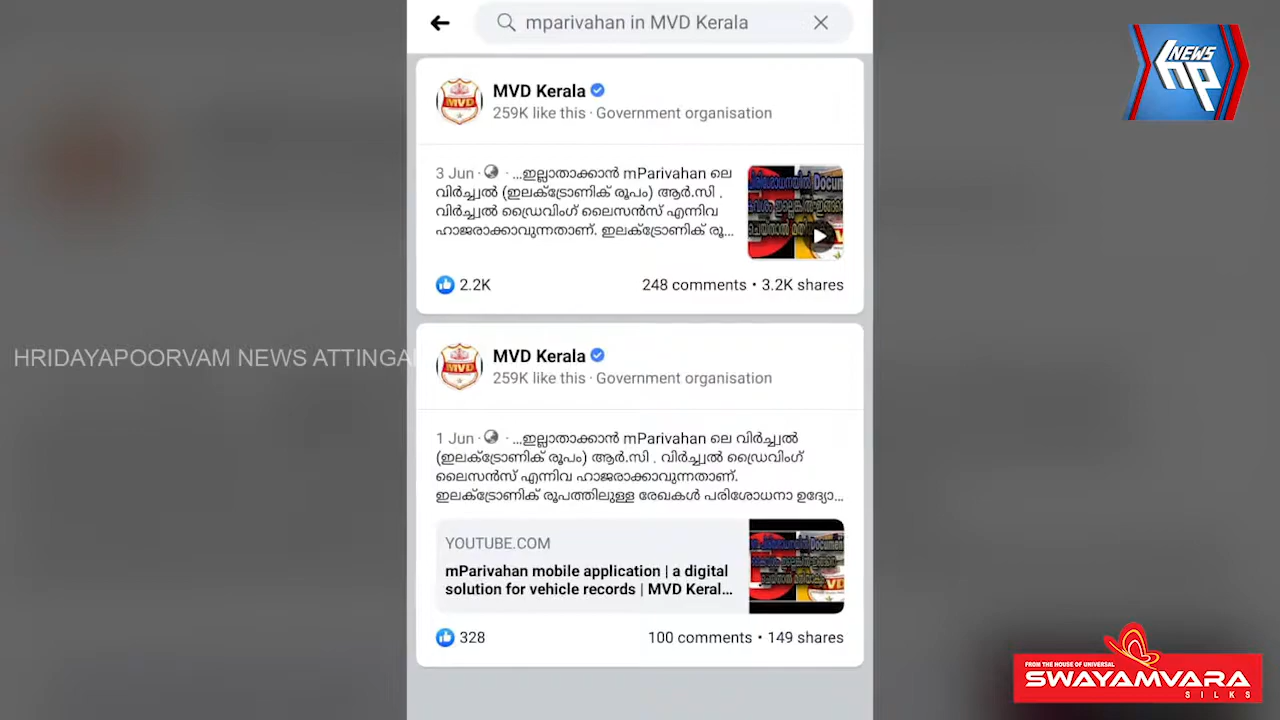 mparivahan in MVD Kerala
NEWS
hp
MVD Kerala
259K like this · Government organisation
MVD
3 Jun · · ...ഇല്ലാതാക്കാൻ mParivahan ലെ
വിർച്ച്വൽ (ഇലക്ട്രോണിക് രൂപം) ആർ.സി .
വിർച്ച്വൽ ഡ്രൈവിംഗ് ലൈസൻസ് എന്നിവ
ഹാജരാക്കാവുന്നതാണ്. ഇലക്ട്രോണിക് രൂ...
2.2K
248 comments • 3.2K shares
HRIDAYAPOORVAM NEWS ATTINGAL
MVD Kerala
259K like this · Government organisation
MVD
1 Jun · · ...ഇല്ലാതാക്കാൻ mParivahan ലെ വിർച്ച്വൽ
(ഇലക്ട്രോണിക് രൂപം) ആർ.സി . വിർച്ച്വൽ ഡ്രൈവിംഗ്
ലൈസൻസ് എന്നിവ ഹാജരാക്കാവുന്നതാണ്.
ഇലക്ട്രോണിക് രൂപത്തിലുള്ള രേഖകൾ പരിശോധനാ ഉദ്യോ...
YOUTUBE.COM
mParivahan mobile application | a digital
solution for vehicle records | MVD Keral...
328
100 comments • 149 shares
FROM THE HOUSE OF UNIVERSAL
SWAYAMVARA
SILKS